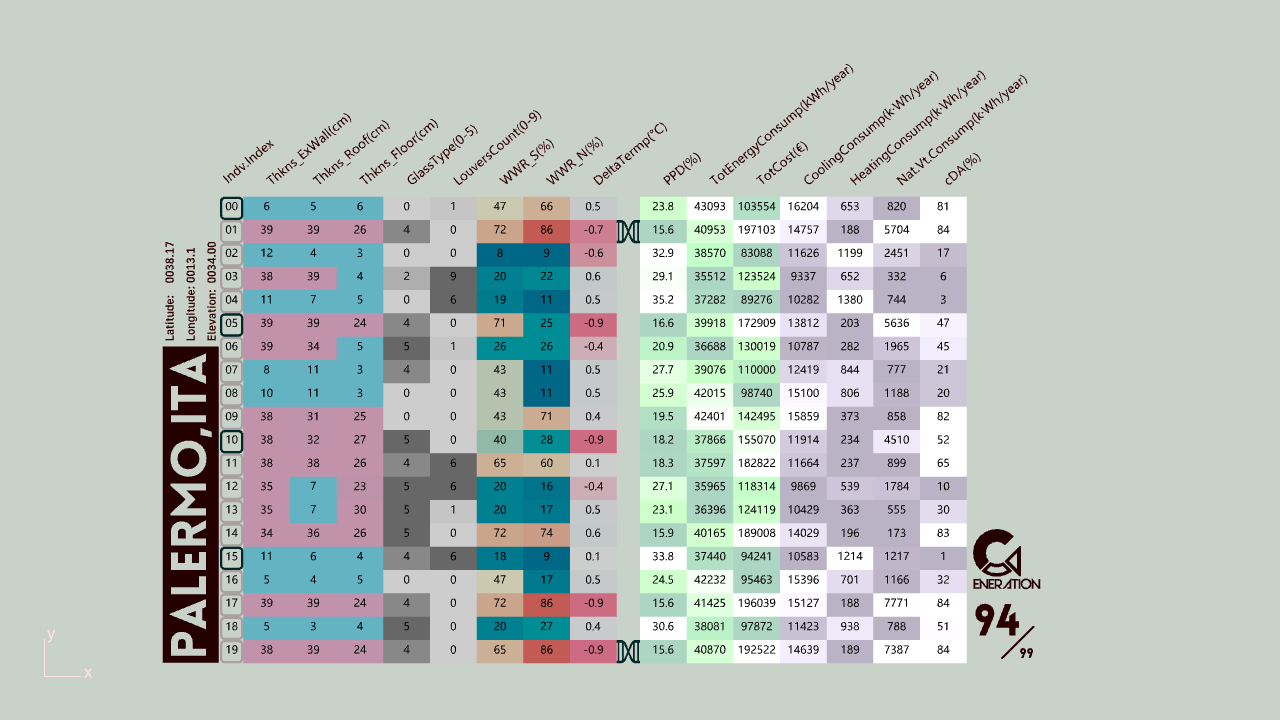 Indv.Index Thkns_ExWall(cm) Thkns_Roof(cm) Thkns_Floor(cm) GlassType(0-5) LouversCount(0-9) WWR_S(%) WWR_N(%) DeltaTermp(°C) PPD(%) TotEnergyConsump(kWh/year) TotCost(€) CoolingConsump(k·Wh/year) HeatingConsump(k·Wh/year) Nat.Vt.Consump(k·Wh/year) cDA(%)
00 6 5 6 0 1 47 66 0.5 23.8 43093 103554 16204 653 820 81
01 39 39 26 4 0 72 86 -0.7 15.6 40953 197103 14757 188 5704 84
02 12 4 3 2 0 8 9 -0.6 32.9 38570 83088 11626 1199 2451 17
03 38 39 4 2 9 20 22 0.6 29.1 35512 123524 9337 652 332 6
04 11 7 5 0 6 19 11 0.5 35.2 37282 89276 10282 1380 744 3
05 39 39 24 4 0 71 25 -0.9 16.6 39918 172909 13812 203 5636 47
06 39 34 5 5 1 26 26 -0.4 20.9 36688 130019 10787 282 1965 45
07 8 11 3 4 0 43 11 0.5 27.7 39076 110000 12419 844 777 21
08 10 11 3 0 0 43 11 0.5 25.9 42015 98740 15100 806 1188 20
09 38 31 25 0 0 43 71 0.4 19.5 42401 142495 15859 373 858 82
10 38 32 27 5 0 40 28 -0.9 18.2 37866 155070 11914 234 4510 52
11 38 38 26 4 6 65 60 0.1 18.3 37597 182822 11664 237 899 65
12 35 7 23 5 6 20 16 -0.4 27.1 35965 118314 9869 539 1784 10
13 35 7 30 5 1 20 17 0.5 23.1 36396 124119 10429 363 555 30
14 34 36 26 5 0 72 74 0.6 15.9 40165 189008 14029 196 173 83
15 11 6 4 4 6 18 9 0.1 33.8 37440 94241 10583 1214 1217 1
16 5 4 5 0 0 47 17 0.5 24.5 42232 95463 15396 701 1166 32
17 39 39 24 4 0 72 86 -0.9 15.6 41425 196039 15127 188 7771 84
18 5 3 4 5 0 20 27 0.4 30.6 38081 97872 11423 938 788 51
19 38 39 24 4 0 65 86 -0.9 15.6 40870 192522 14639 189 7387 84
Latitude: 0038.17
Longitude: 0013.1
Elevation: 0034.00
PALERMO,ITA
GENERATION
94/99
y
x